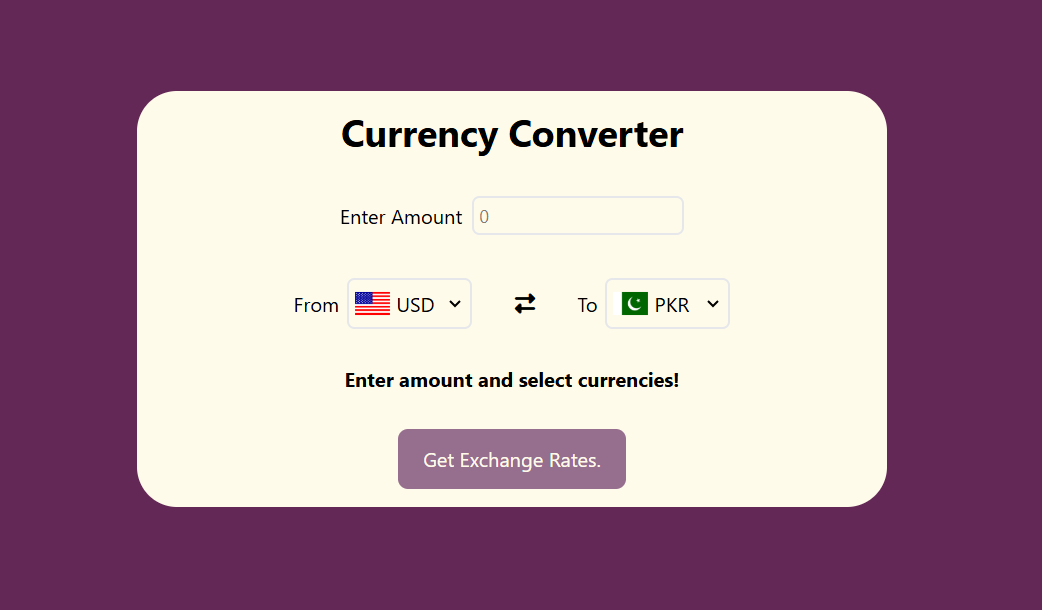 Currency Converter
Enter Amount 0
From USD To PKR
Enter amount and select currencies!
Get Exchange Rates.